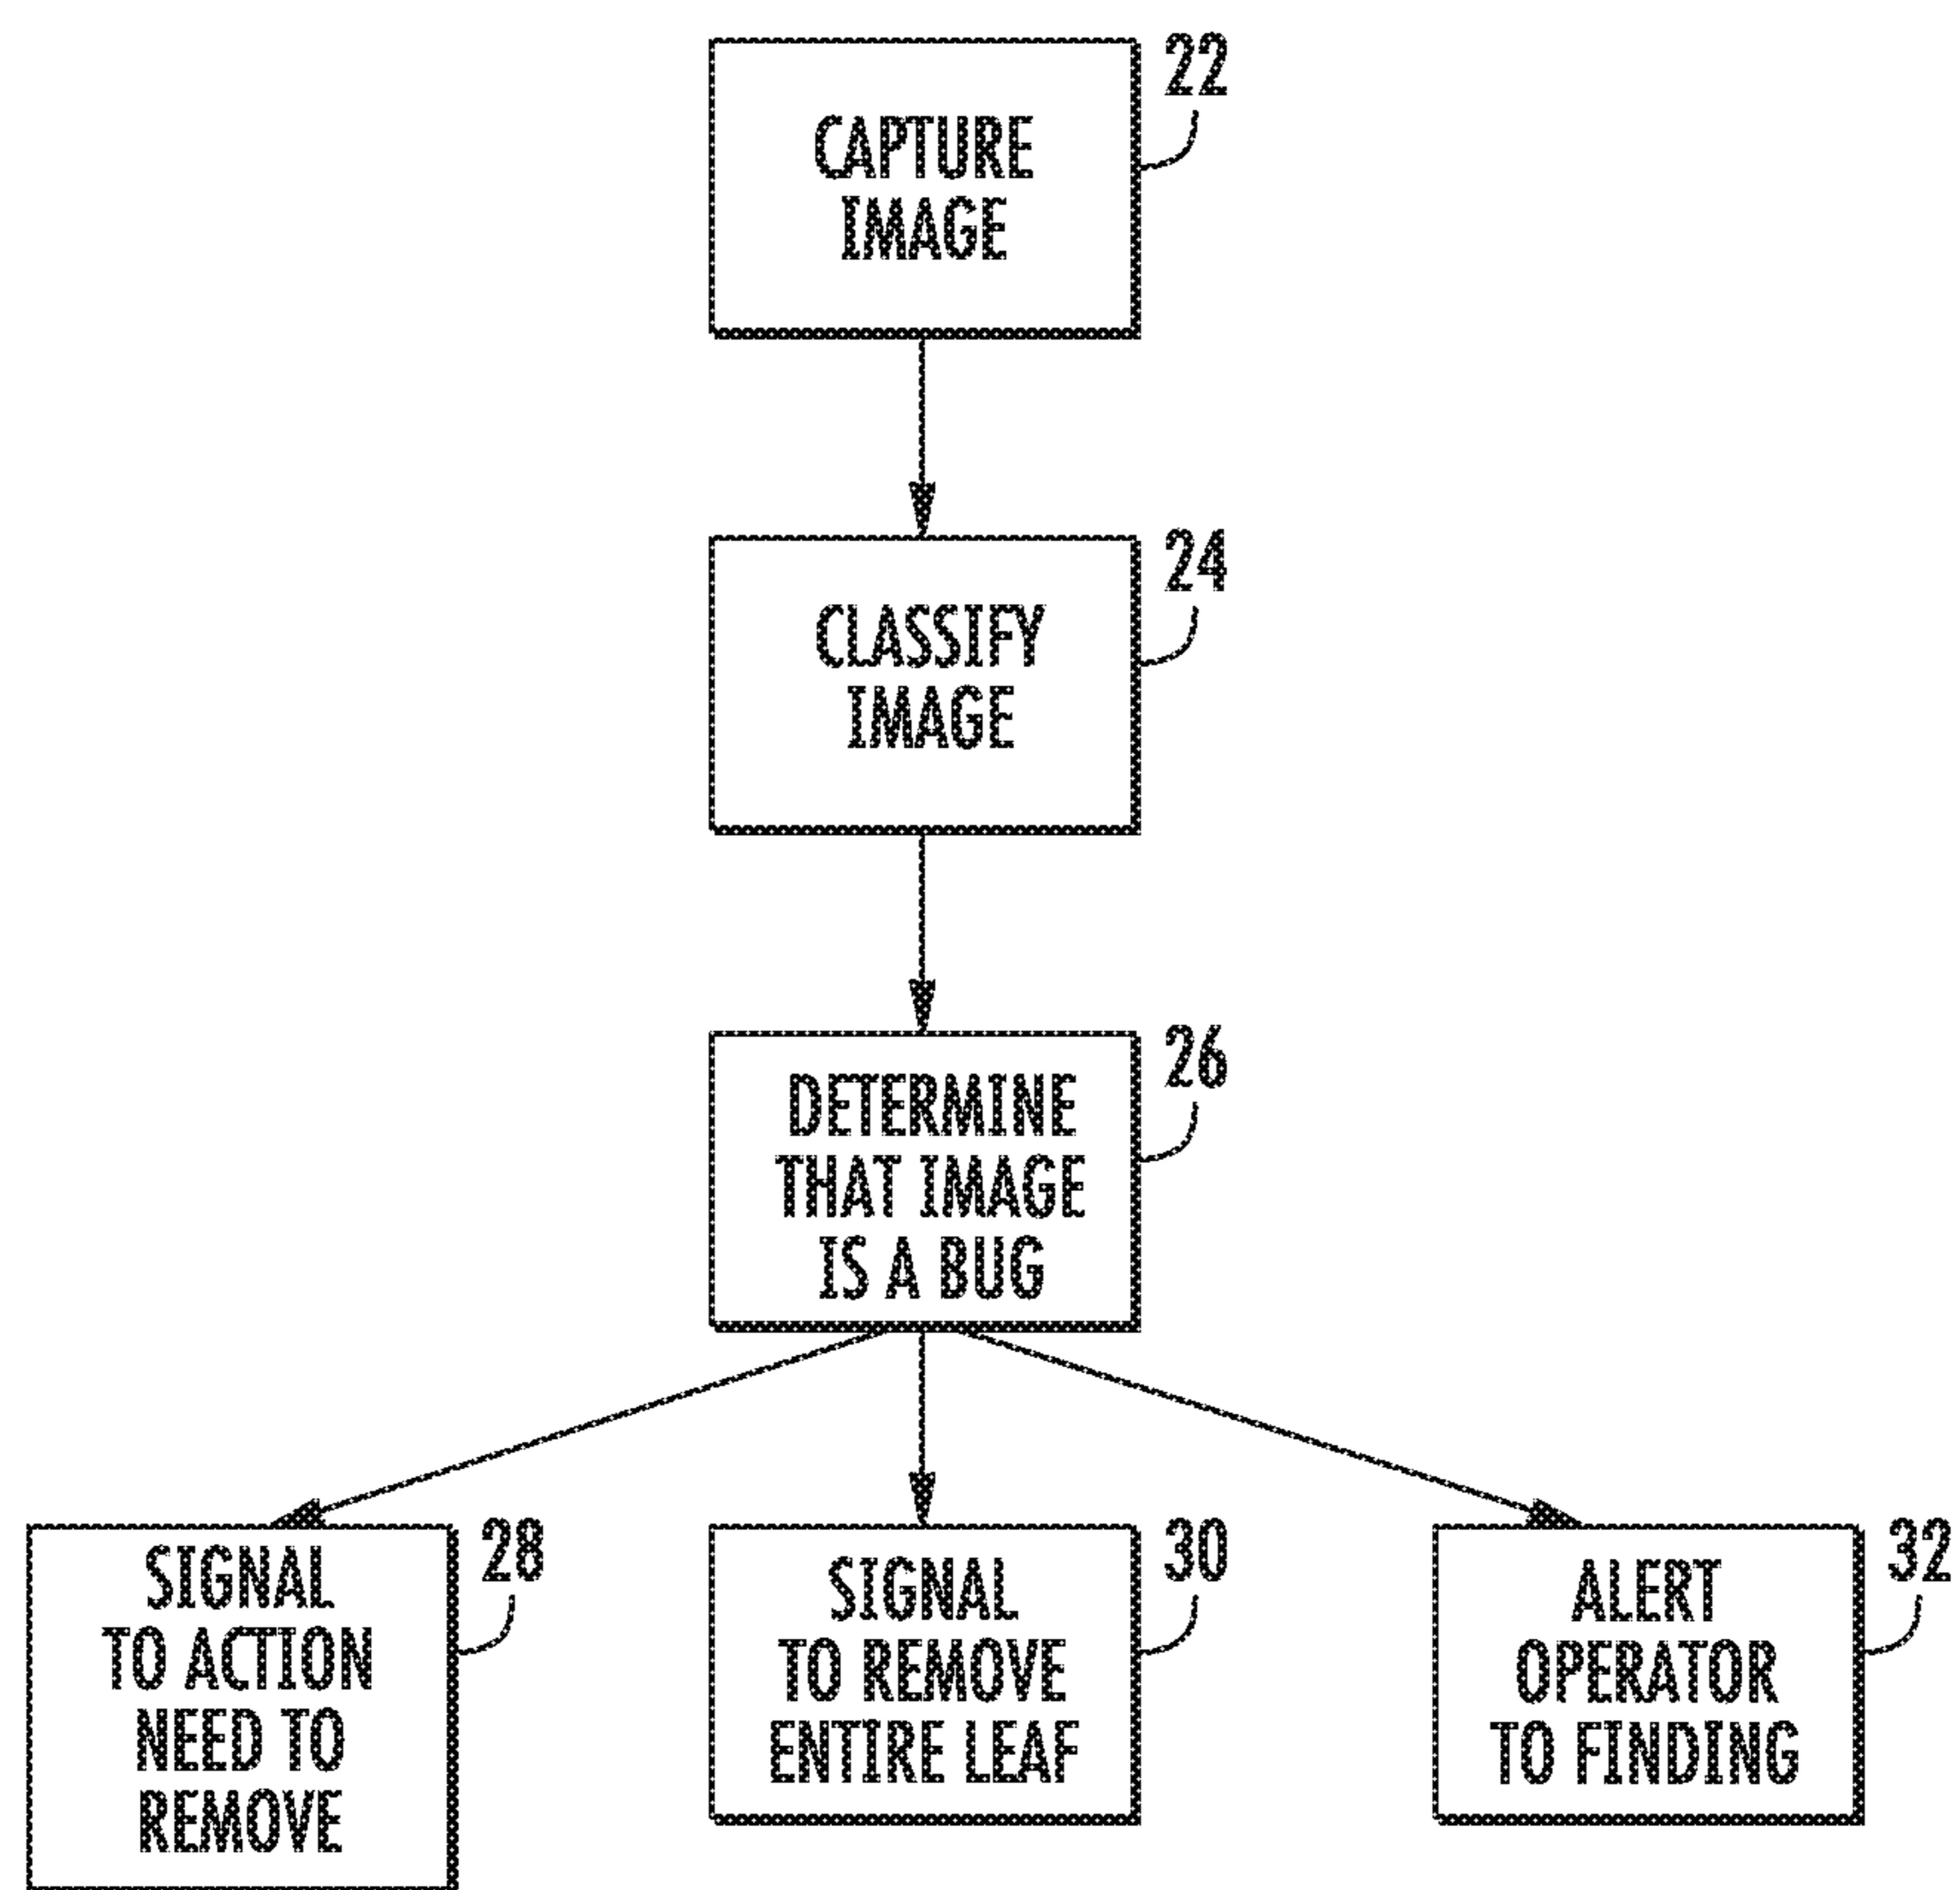 22
CAPTURE
IMAGE
24
CLASSIFY
IMAGE
26
DETERMINE
THAT IMAGE
IS A BUG
28
SIGNAL
TO ACTION
NEED TO
REMOVE
30
SIGNAL
TO REMOVE
ENTIRE LEAF
32
ALERT
OPERATOR
TO FINDING